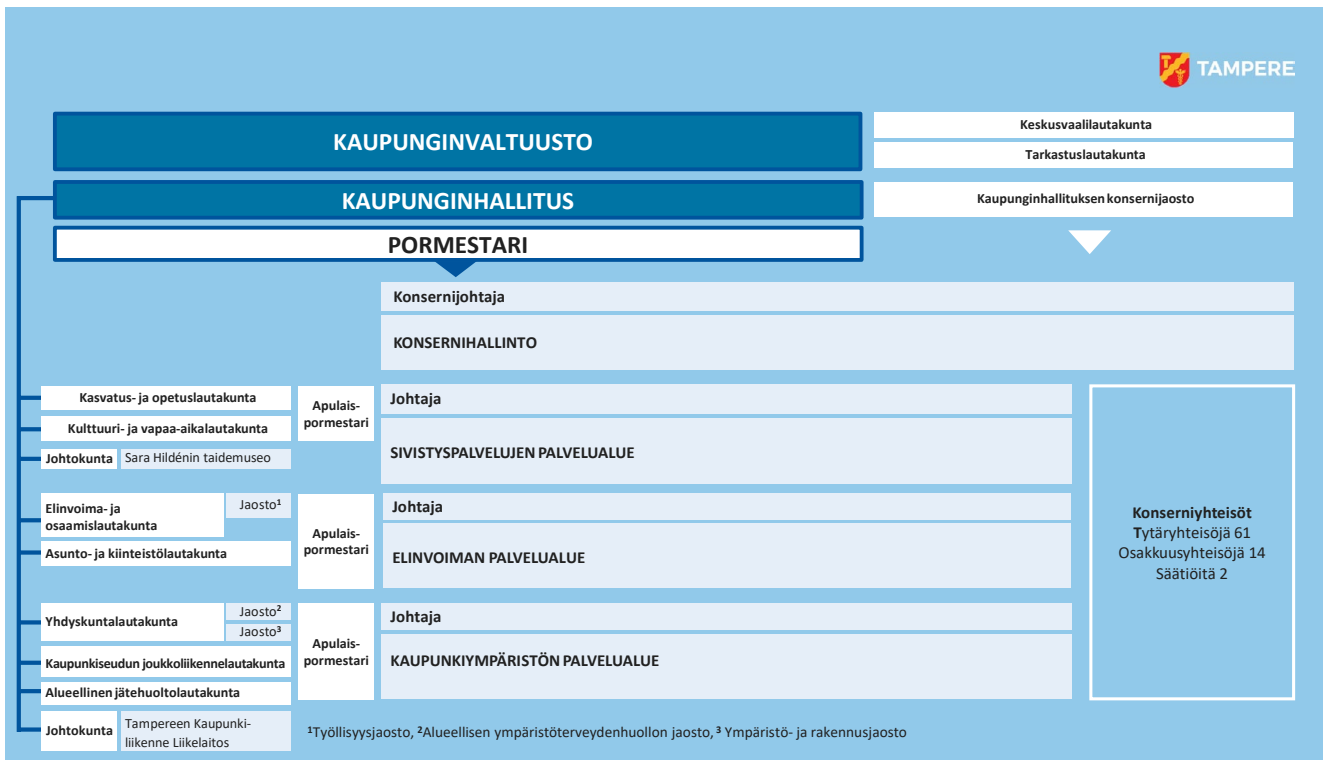 TAMPERE
KAUPUNGINVALTUUSTO
Keskusvaalilautakunta
Tarkastuslautakunta
KAUPUNGINHALLITUS
Kaupunginhallituksen konsernijaosto
PORMESTARI
Konsernijohtaja
KONSERNIHALLINTO
Kasvatus- ja opetuslautakunta
Kulttuuri- ja vapaa-aikalautakunta
Johtokunta Sara Hildénin taidemuseo
Apulais-
pormestari
Johtaja
SIVISTYSPALVELUJEN PALVELUALUE
Elinvoima- ja
osaamislautakunta
Jaosto¹
Asunto- ja kiinteistölautakunta
Apulais-
pormestari
Johtaja
ELINVOIMAN PALVELUALUE
Yhdyskuntalautakunta
Jaosto²
Jaosto³
Kaupunkiseudun joukkoliikennelautakunta
Alueellinen jätehuoltolautakunta
Johtokunta
Tampereen Kaupunki-
liikenne Liikelaitos
Apulais-
pormestari
Johtaja
KAUPUNKIYMPÄRISTÖN PALVELUALUE
Konserniyhteisöt
Tytäryhteisöjä 61
Osakkuusyhteisöjä 14
Säätiöitä 2
¹Työllisyysjaosto, ²Alueellisen ympäristöterveydenhuollon jaosto, ³ Ympäristö- ja rakennusjaosto